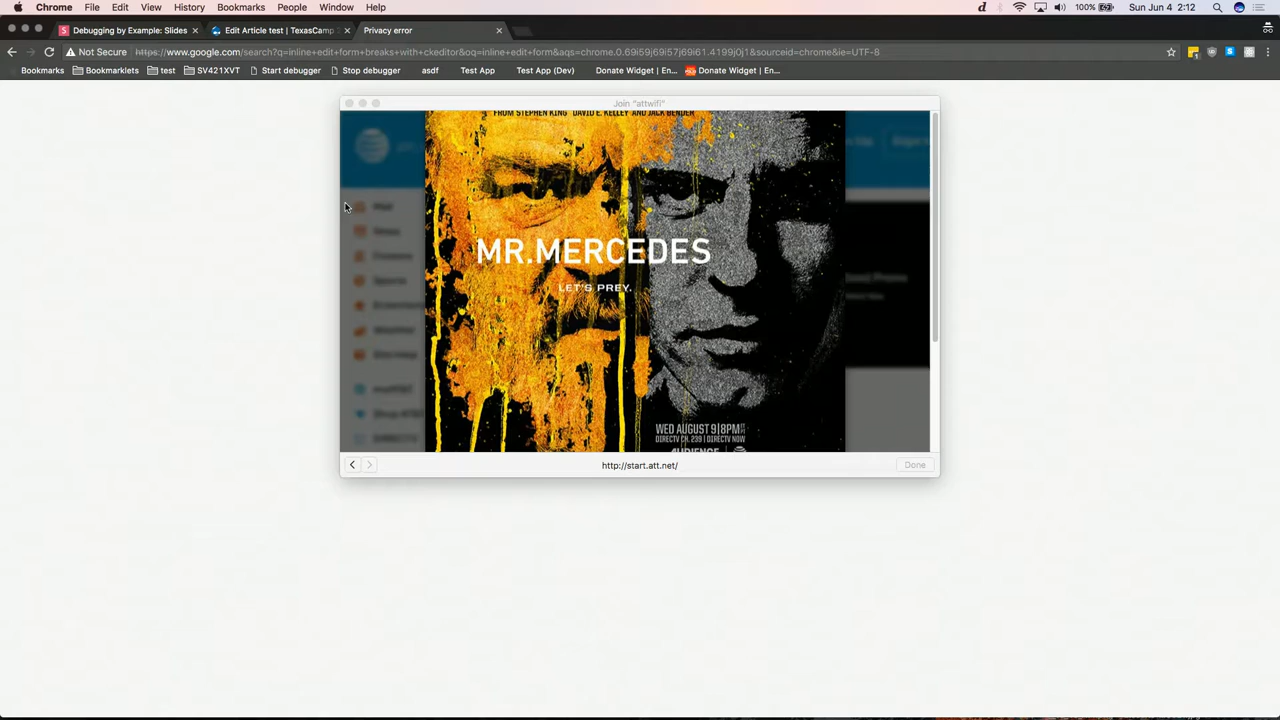 Chrome File Edit View History Bookmarks People Window Help 100% Sun Jun 4 2:12
Debugging by Example: Slides Edit Article test | TexasCamp Privacy error
Not Secure https://www.google.com/search?q=inline+edit+form+breaks+with+ckeditor&oq=inline+edit+form&aqs=chrome.0.69i59j69i57j69i61.4199j0j1&sourceid=chrome&ie=UTF-8
Bookmarks Bookmarklets test SV421XVT Start debugger Stop debugger asdf Test App Test App (Dev) Donate Widget | En... Donate Widget | En...
Join "attwifi"
FROM STEPHEN KING DAVID E. KELLEY AND JACK BENDER
MR.MERCEDES
LET'S PREY.
WED AUGUST 9|8PM
DIRECTV CH. 239 | DIRECTV NOW
AUDIENCE
http://start.att.net/ Done